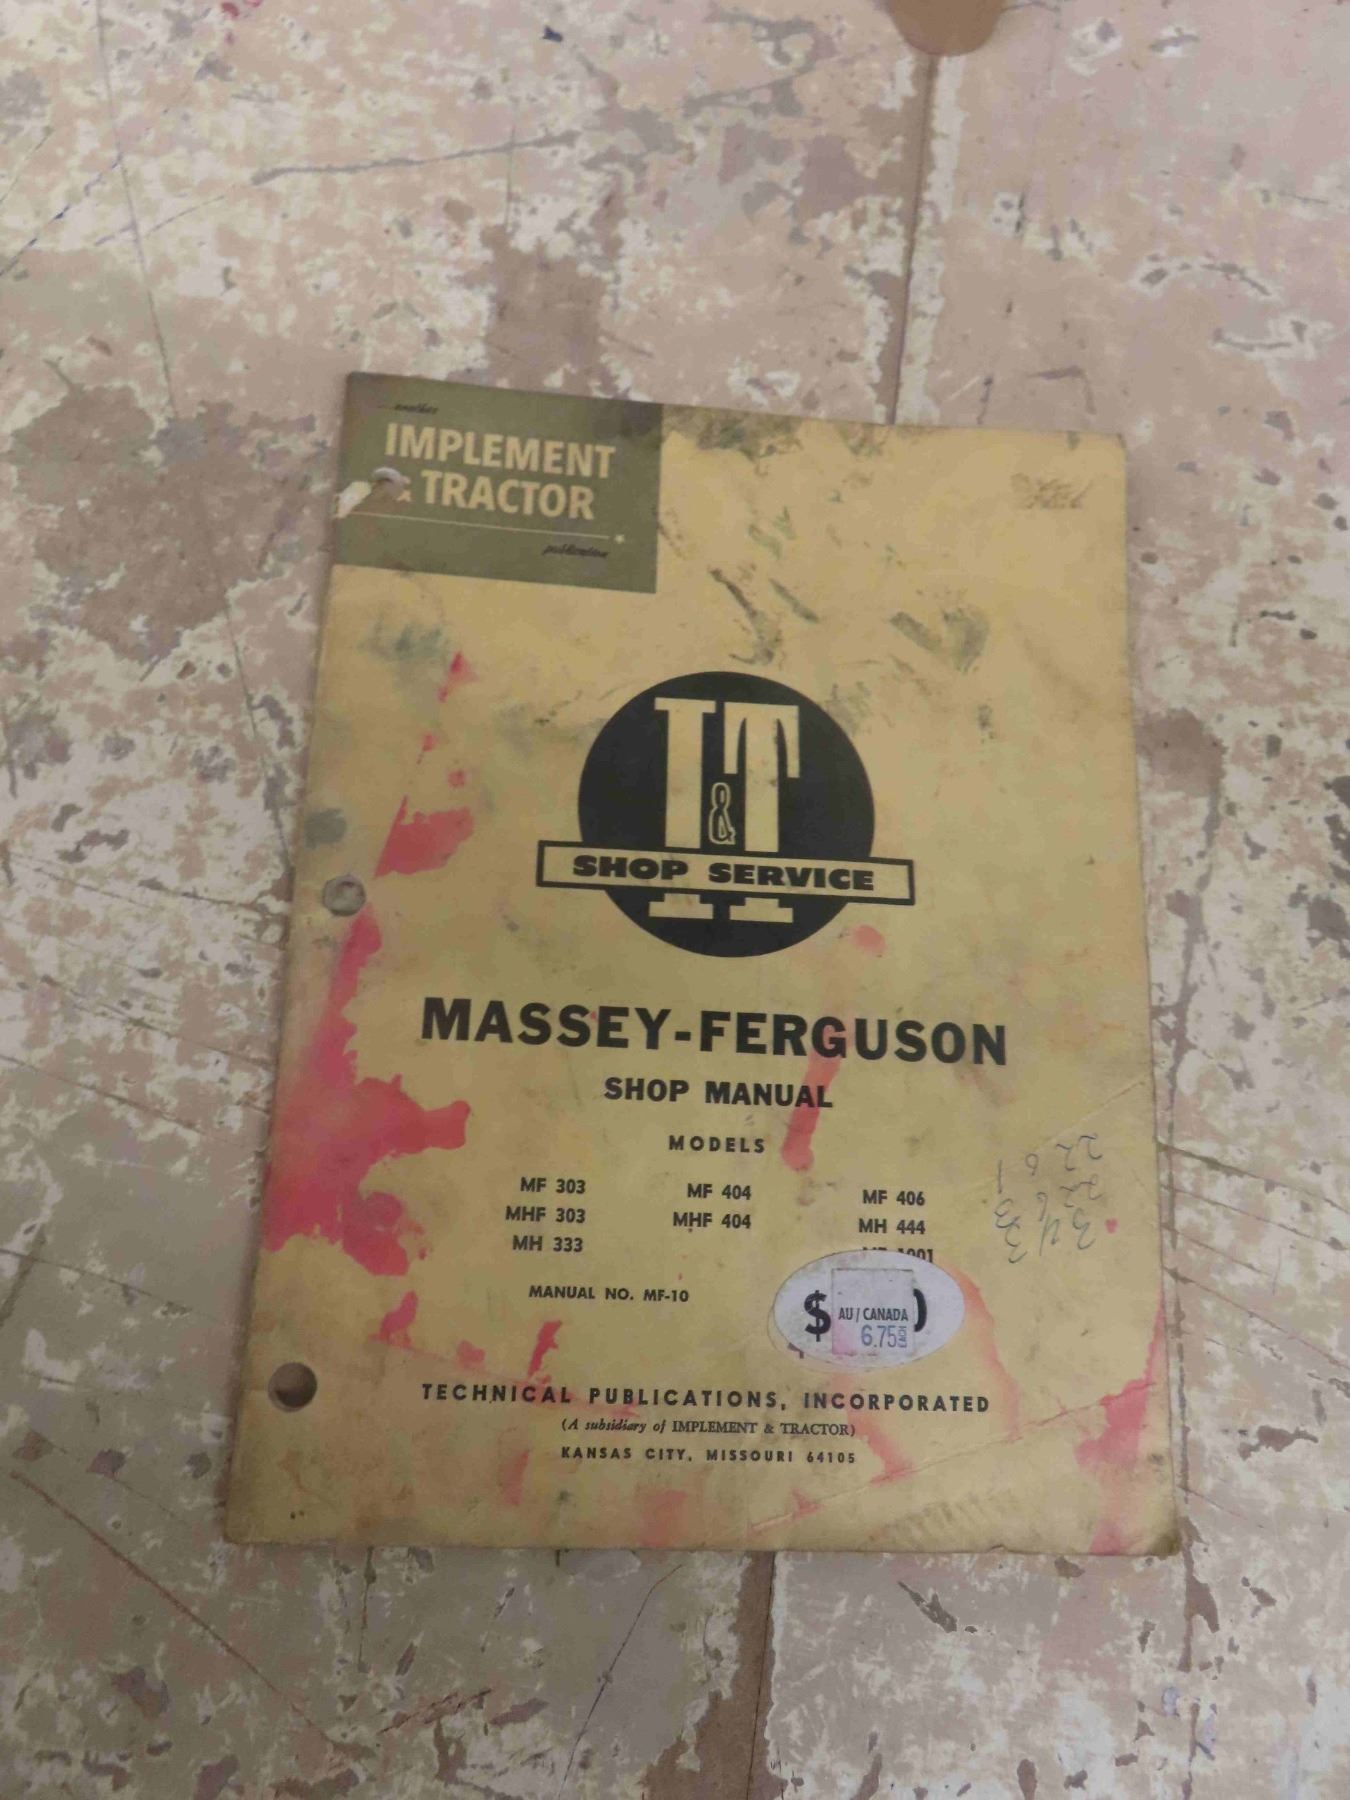 another
IMPLEMENT
& TRACTOR
publication
I&T
SHOP SERVICE
MASSEY-FERGUSON
SHOP MANUAL
MODELS
MF 303 MF 404 MF 406
MHF 303 MHF 404 MH 444
MH 333 1001
MANUAL NO. MF-10
$
AU/CANADA
6.75
TECHNICAL PUBLICATIONS, INCORPORATED
(A subsidiary of IMPLEMENT & TRACTOR)
KANSAS CITY, MISSOURI 64105